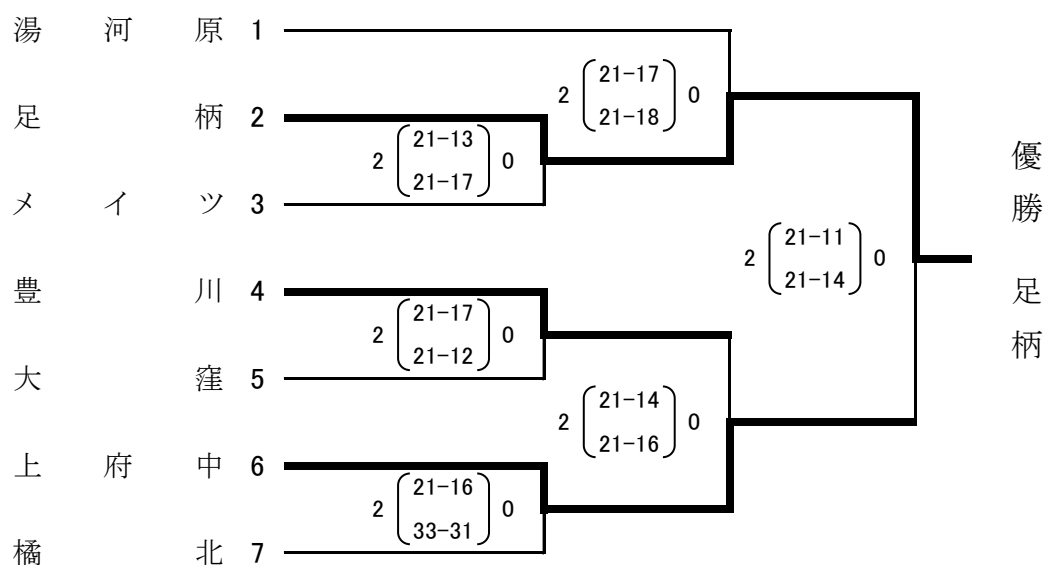 湯河原 1
2 21-17 0
21-18
足柄 2
2 21-13 0
21-17
メイツ 3
2 21-11 0
21-14
豊川 4
2 21-17 0
21-12
大窪 5
2 21-14 0
21-16
上府中 6
2 21-16 0
33-31
橘北 7
優勝 足柄